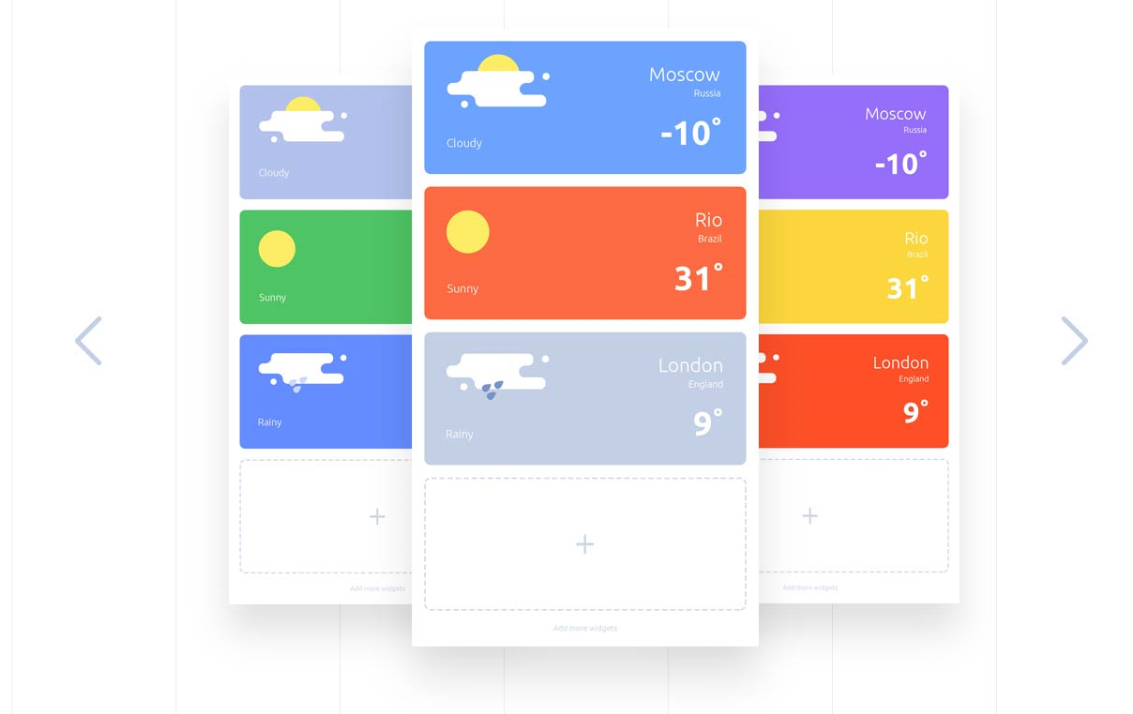 Cloudy
Sunny
Rainy
Add more widgets
Moscow
Russia
-10°
Cloudy
Rio
Brazil
31°
Sunny
London
England
9°
Rainy
Add more widgets
Moscow
Russia
-10°
Rio
Brazil
31°
London
England
9°
Add more widgets